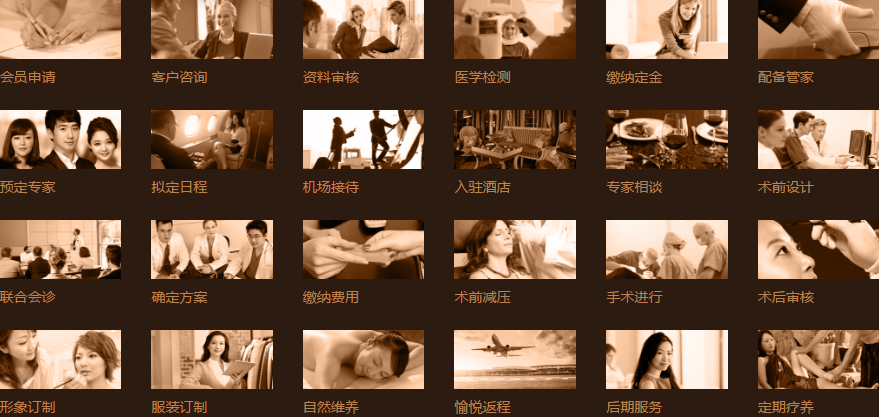 会员申请
客户咨询
资料审核
医学检测
缴纳定金
配备管家
预定专家
拟定日程
机场接待
入驻酒店
专家相谈
术前设计
联合会诊
确定方案
缴纳费用
术前减压
手术进行
术后审核
形象订制
服装订制
自然维养
愉悦返程
后期服务
定期疗养